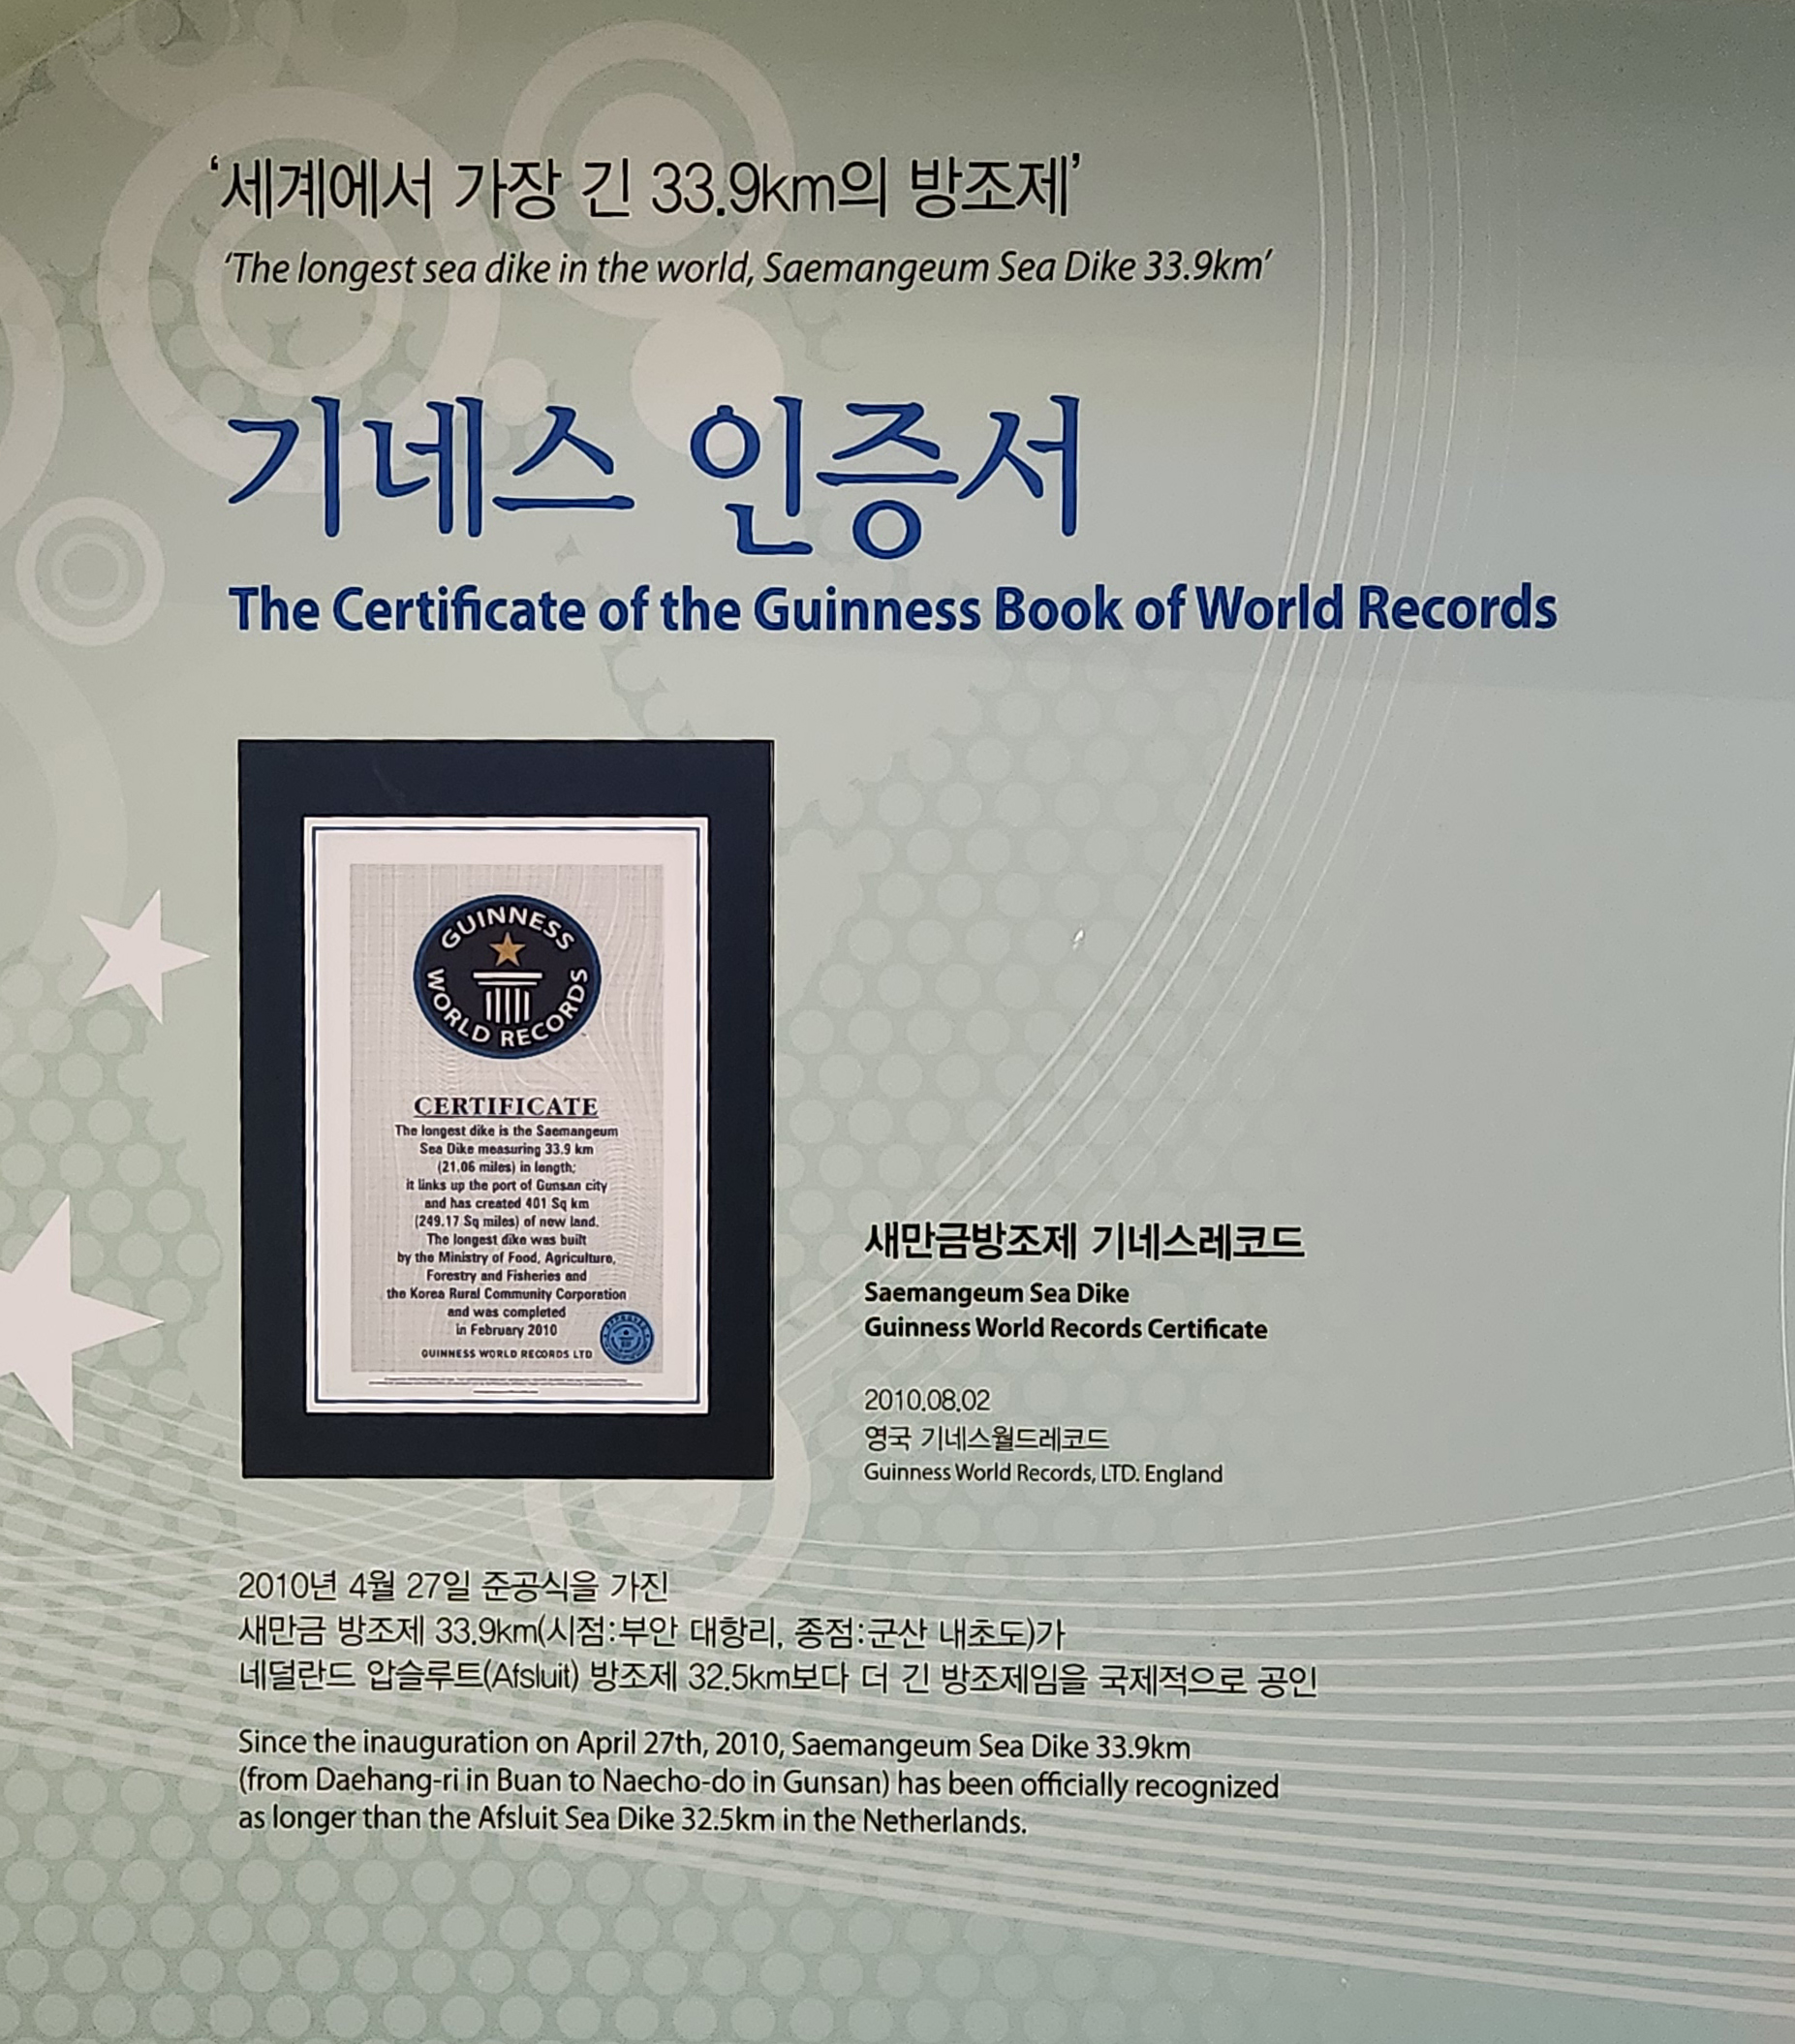 ‘세계에서 가장 긴 33.9km의 방조제’
‘The longest sea dike in the world, Saemangeum Sea Dike 33.9km’
기네스 인증서
The Certificate of the Guinness Book of World Records
GUINNESS
WORLD RECORDS
CERTIFICATE
The longest dike is the Saemangeum
Sea Dike measuring 33.9 km
(21.06 miles) in length;
it links up the port of Gunsan city
and has created 401 Sq km
(249.17 Sq miles) of new land.
The longest dike was built
by the Ministry of Food, Agriculture,
Forestry and Fisheries and
the Korea Rural Community Corporation
and was completed
in February 2010
GUINNESS WORLD RECORDS LTD
새만금방조제 기네스레코드
Saemangeum Sea Dike
Guinness World Records Certificate
2010.08.02
영국 기네스월드레코드
Guinness World Records, LTD. England
2010년 4월 27일 준공식을 가진
새만금 방조제 33.9km(시점:부안 대항리, 종점:군산 내초도)가
네덜란드 압슬루트(Afsluit) 방조제 32.5km보다 더 긴 방조제임을 국제적으로 공인
Since the inauguration on April 27th, 2010, Saemangeum Sea Dike 33.9km
(from Daehang-ri in Buan to Naecho-do in Gunsan) has been officially recognized
as longer than the Afsluit Sea Dike 32.5km in the Netherlands.